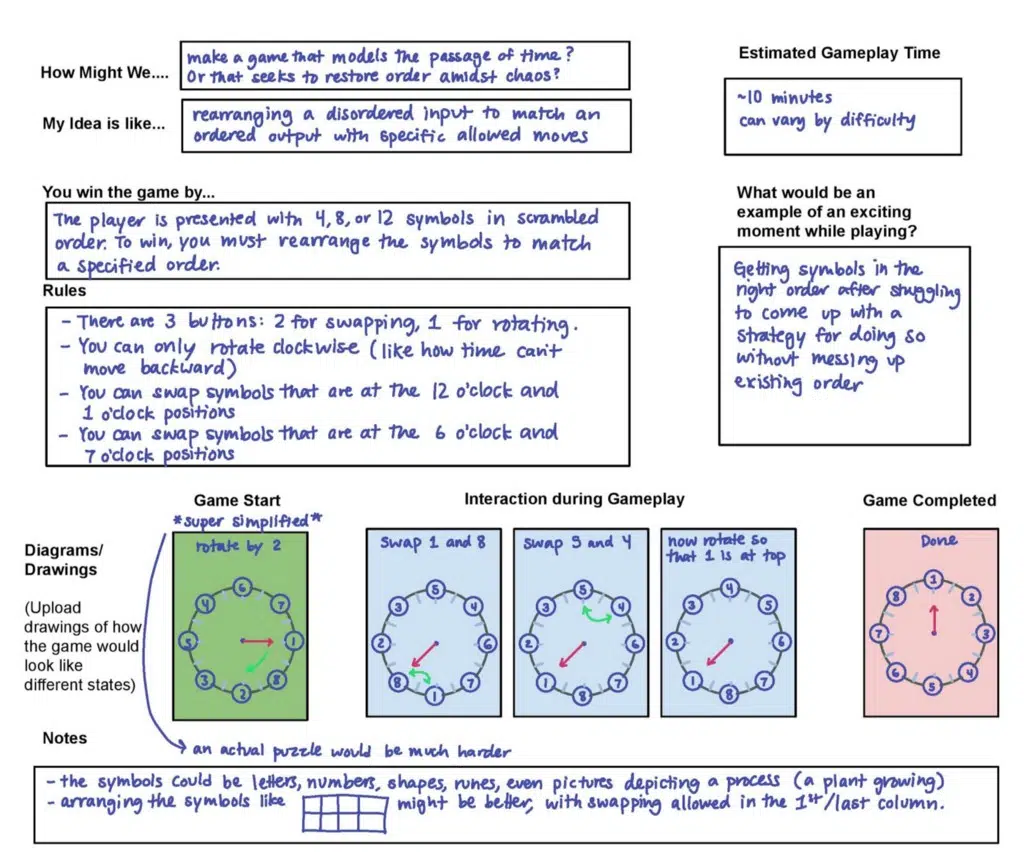 How Might We....
make a game that models the passage of time?
Or that seeks to restore order amidst chaos?
My Idea is like...
rearranging a disordered input to match an
ordered output with specific allowed moves
Estimated Gameplay Time
~10 minutes
can vary by difficulty
You win the game by...
The player is presented with 4, 8, or 12 symbols in scrambled
order. To win, you must rearrange the symbols to match
a specified order.
Rules
- There are 3 buttons: 2 for swapping, 1 for rotating.
- You can only rotate clockwise (like how time can't
move backward)
- You can swap symbols that are at the 12 o'clock and
1 o'clock positions
- You can swap symbols that are at the 6 o'clock and
7 o'clock positions
What would be an
example of an exciting
moment while playing?
Getting symbols in the
right order after struggling
to come up with a
strategy for doing so
without messing up
existing order
Diagrams/
Drawings
(Upload
drawings of how
the game would
look like
different states)
Game Start
*super simplified*
rotate by 2
6
4 7
5 1
3 8
2
Interaction during Gameplay
swap 1 and 8
5
3 4
2 6
8 7
1
swap 5 and 4
5
3 4
2 6
1 7
8
now rotate so
that 1 is at top
4
3 5
2 6
1 7
8
Game Completed
Done
1
8 2
7 3
6 4
5
Notes
an actual puzzle would be much harder
- the symbols could be letters, numbers, shapes, runes, even pictures depicting a process (a plant growing)
- arranging the symbols like might be better, with swapping allowed in the 1st/last column.